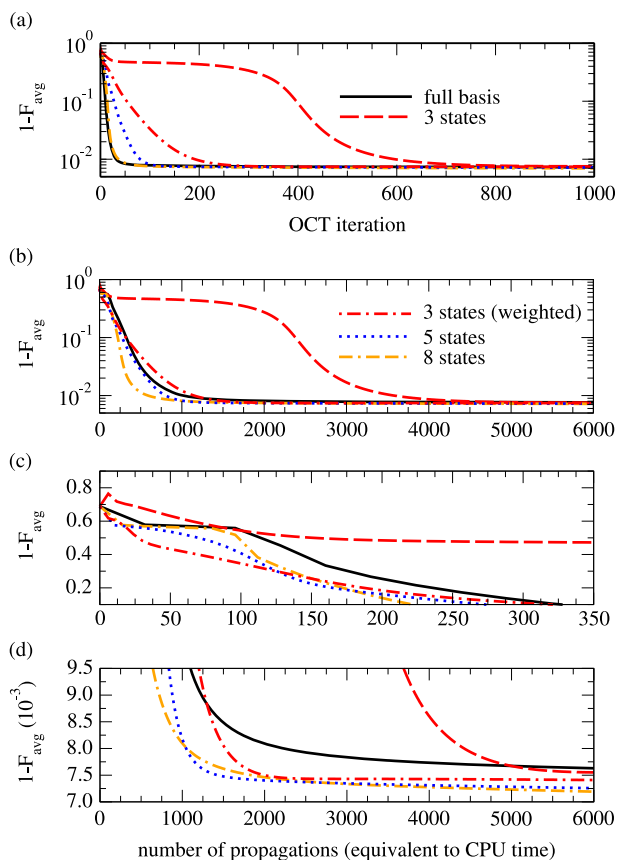 (a)
10^0
10^-1
10^-2
1-F_avg
full basis
3 states
0 200 400 600 800 1000
OCT iteration
(b)
10^0
10^-1
10^-2
1-F_avg
3 states (weighted)
5 states
8 states
0 1000 2000 3000 4000 5000 6000
(c)
0.8
0.6
0.4
0.2
1-F_avg
0 50 100 150 200 250 300 350
(d)
9.5
9.0
8.5
8.0
7.5
7.0
1-F_avg (10^-3)
0 1000 2000 3000 4000 5000 6000
number of propagations (equivalent to CPU time)